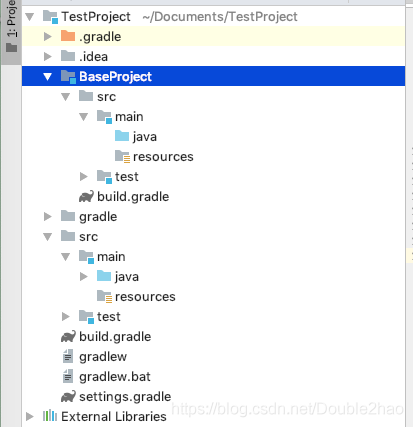 1: Proje
TestProject ~/Documents/TestProject
.gradle
.idea
BaseProject
src
main
java
resources
test
build.gradle
gradle
src
main
java
resources
test
build.gradle
gradlew
gradlew.bat
settings.gradle
External Libraries
https://blog.csdn.net/Double2hao